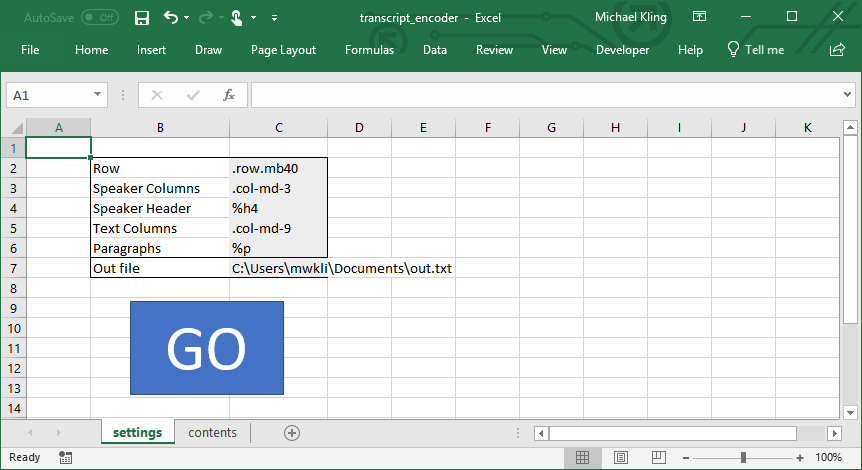 AutoSave Off transcript_encoder - Excel Michael Kling
File Home Insert Draw Page Layout Formulas Data Review View Developer Help Tell me
A1 fx
A B C D E F G H I J K
1
2 Row .row.mb40
3 Speaker Columns .col-md-3
4 Speaker Header %h4
5 Text Columns .col-md-9
6 Paragraphs %p
7 Out file C:\Users\mwkli\Documents\out.txt
8
9
10
11
12
13
14
GO
settings contents
Ready 100%